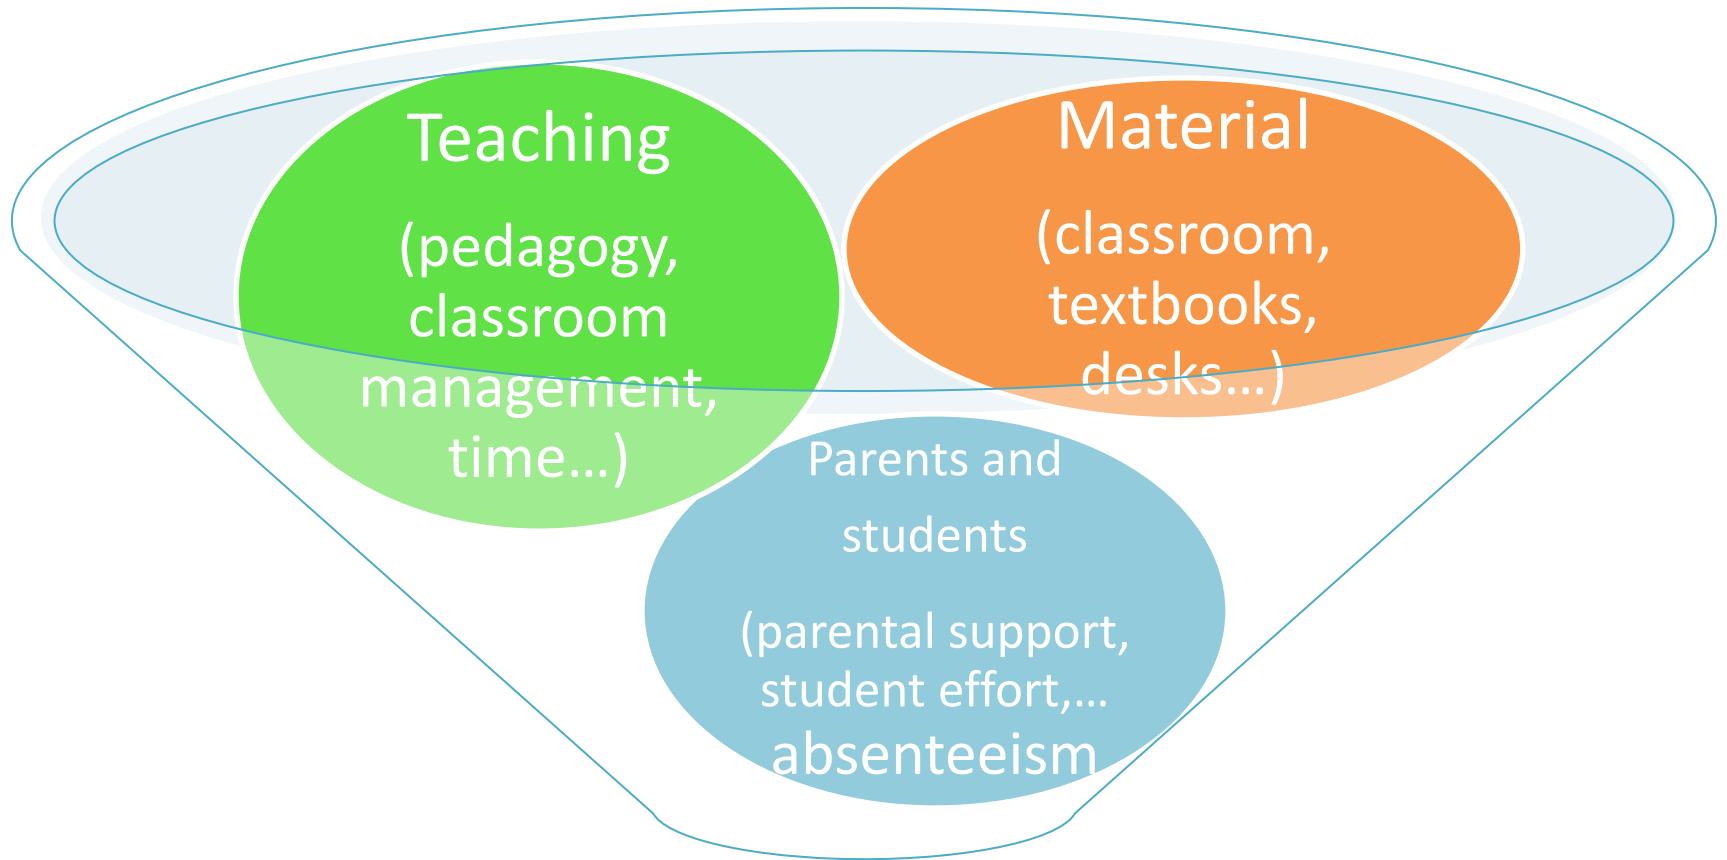 Teaching
(pedagogy,
classroom
management,
time...)
Material
(classroom,
textbooks,
desks...)
Parents and
students
(parental support,
student effort,...
absenteeism